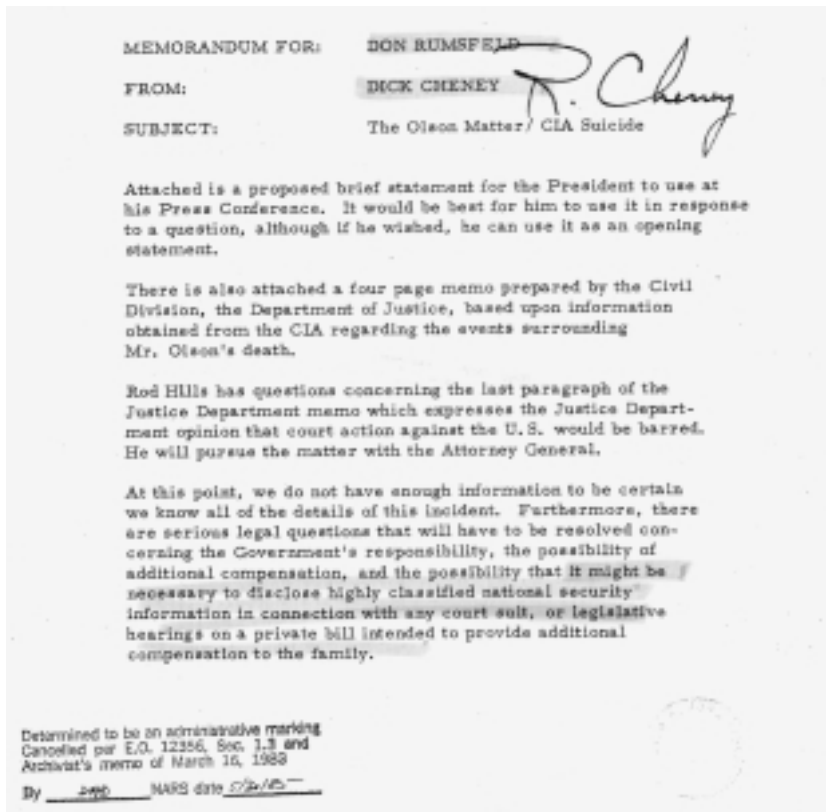 MEMORANDUM FOR: DON RUMSFELD
FROM: DICK CHENEY
R. Cheney
SUBJECT: The Olson Matter/ CIA Suicide
Attached is a proposed brief statement for the President to use at
his Press Conference. It would be best for him to use it in response
to a question, although if he wished, he can use it as an opening
statement.
There is also attached a four page memo prepared by the Civil
Division, the Department of Justice, based upon information
obtained from the CIA regarding the events surrounding
Mr. Olson's death.
Rod Hills has questions concerning the last paragraph of the
Justice Department memo which expresses the Justice Depart-
ment opinion that court action against the U.S. would be barred.
He will pursue the matter with the Attorney General.
At this point, we do not have enough information to be certain
we know all of the details of this incident. Furthermore, there
are serious legal questions that will have to be resolved con-
cerning the Government's responsibility, the possibility of
additional compensation, and the possibility that it might be
necessary to disclose highly classified national security
information in connection with any court suit, or legislative
hearings on a private bill intended to provide additional
compensation to the family.
Determined to be an administrative marking
Cancelled per E.O. 12356, Sec. 1.3 and
Archivist's memo of March 16, 1983
By NARS date